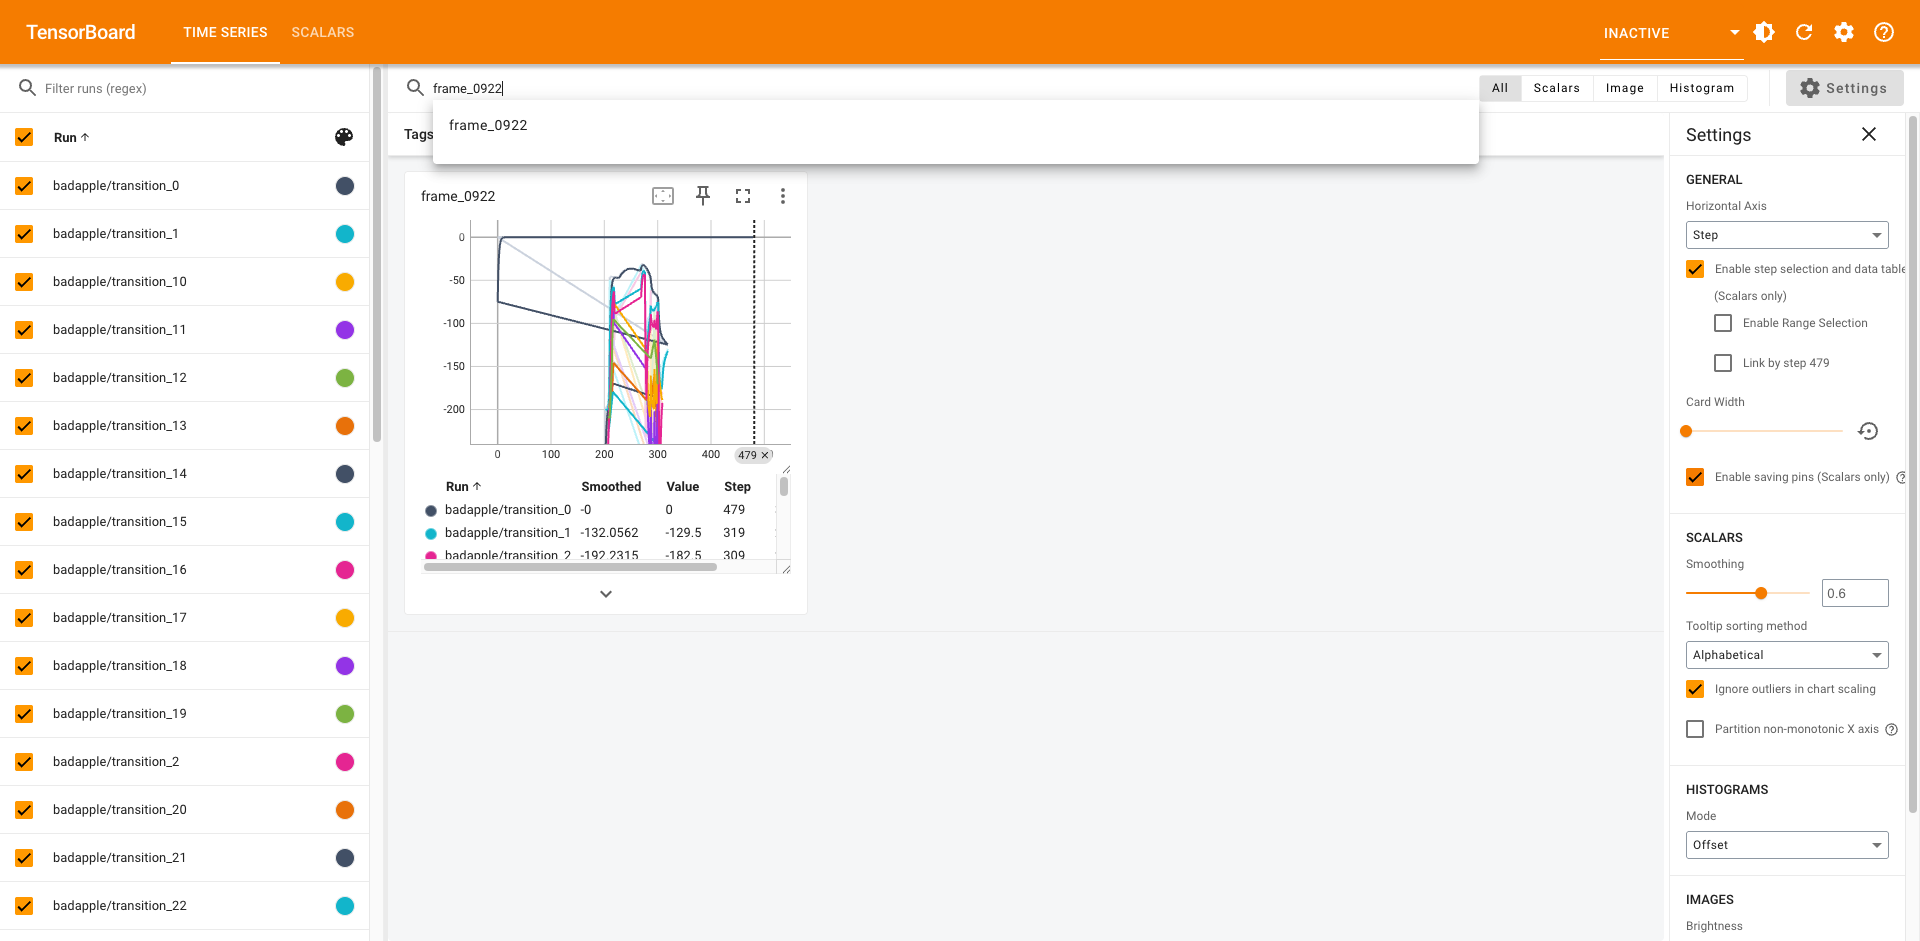 TensorBoard
TIME SERIES
SCALARS
INACTIVE
Filter runs (regex)
frame_0922
All
Scalars
Image
Histogram
Settings
frame_0922
Run
Tags
Settings
badapple/transition_0
badapple/transition_1
badapple/transition_10
badapple/transition_11
badapple/transition_12
badapple/transition_13
badapple/transition_14
badapple/transition_15
badapple/transition_16
badapple/transition_17
badapple/transition_18
badapple/transition_19
badapple/transition_2
badapple/transition_20
badapple/transition_21
badapple/transition_22
frame_0922
0
-50
-100
-150
-200
0 100 200 300 400
479
Run Smoothed Value Step
badapple/transition_0 -0 0 479
badapple/transition_1 -132.0562 -129.5 319
badapple/transition_2 -192.2315 -182.5 309
GENERAL
Horizontal Axis
Step
Enable step selection and data table
(Scalars only)
Enable Range Selection
Link by step 479
Card Width
Enable saving pins (Scalars only)
SCALARS
Smoothing
0.6
Tooltip sorting method
Alphabetical
Ignore outliers in chart scaling
Partition non-monotonic X axis
HISTOGRAMS
Mode
Offset
IMAGES
Brightness